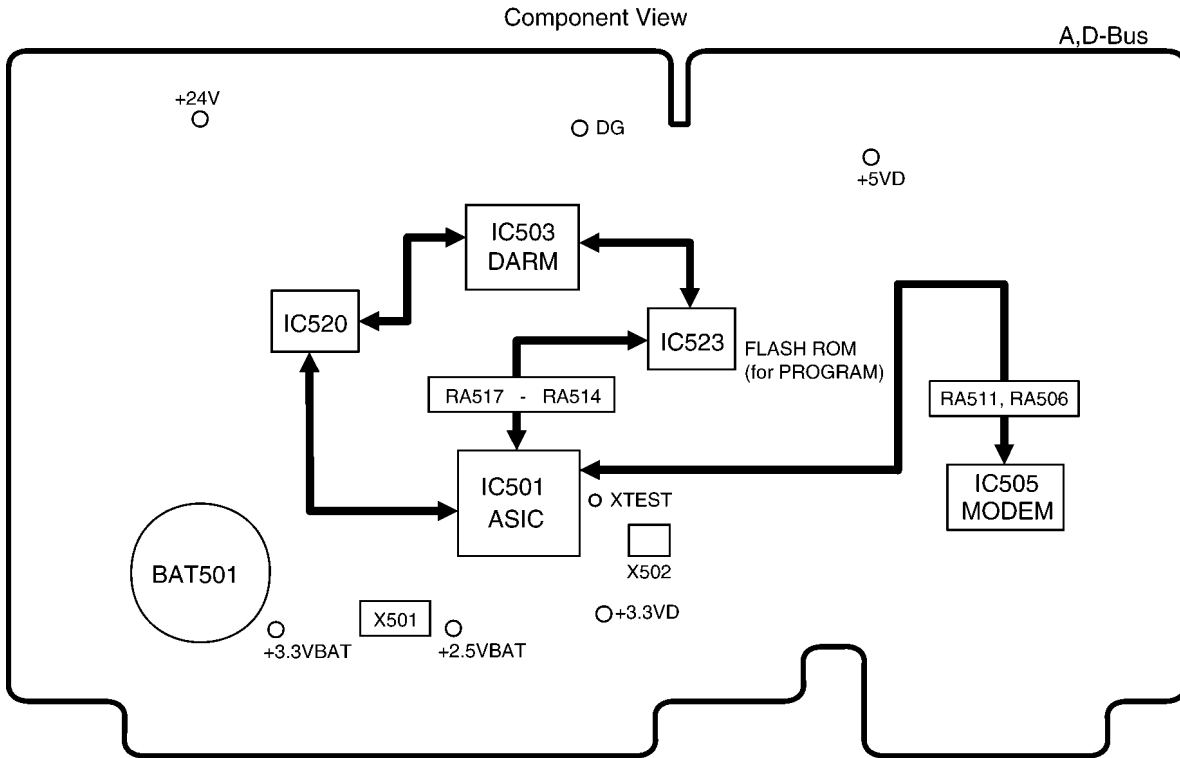 Component View
A,D-Bus
+24V
DG
+5VD
IC503
DARM
IC520
IC523
FLASH ROM
(for PROGRAM)
RA517 - RA514
RA511, RA506
IC501
ASIC
XTEST
IC505
MODEM
X502
BAT501
X501
+3.3VD
+3.3VBAT
+2.5VBAT